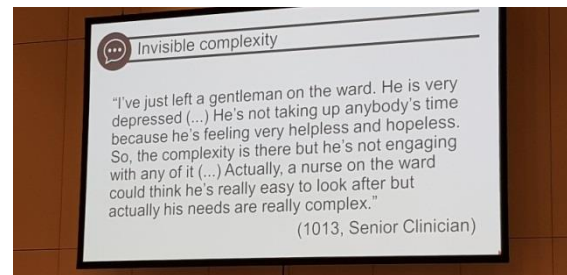 Invisible complexity
“I’ve just left a gentleman on the ward. He is very
depressed (...) He’s not taking up anybody’s time
because he’s feeling very helpless and hopeless.
So, the complexity is there but he’s not engaging
with any of it (...) Actually, a nurse on the ward
could think he’s really easy to look after but
actually his needs are really complex.”
(1013, Senior Clinician)